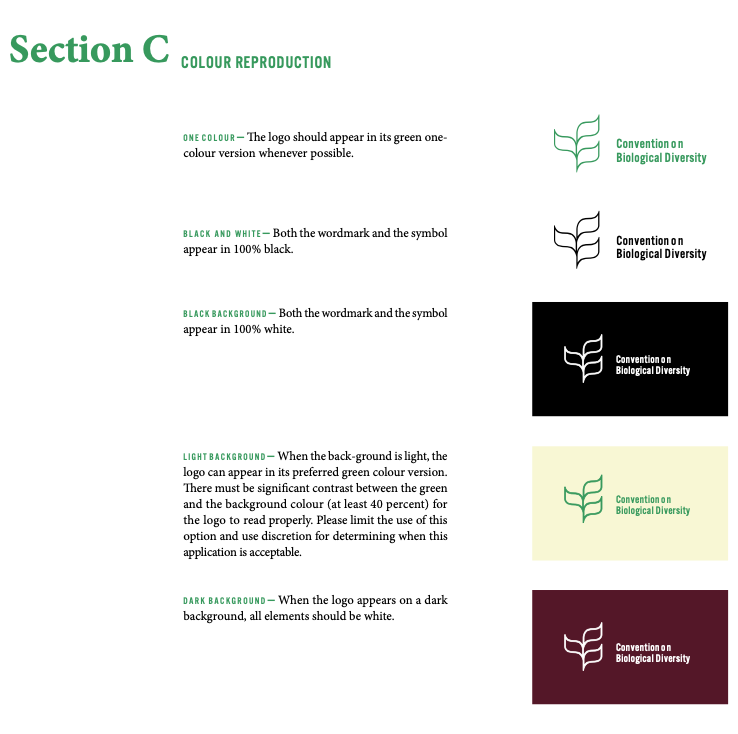 Section C COLOUR REPRODUCTION
ONE COLOUR— The logo should appear in its green one-
colour version whenever possible.
Convention on
Biological Diversity
BLACK AND WHITE— Both the wordmark and the symbol
appear in 100% black.
Convention on
Biological Diversity
BLACK BACKGROUND— Both the wordmark and the symbol
appear in 100% white.
Convention on
Biological Diversity
LIGHT BACKGROUND— When the back-ground is light, the
logo can appear in its preferred green colour version.
There must be significant contrast between the green
and the background colour (at least 40 percent) for
the logo to read properly. Please limit the use of this
option and use discretion for determining when this
application is acceptable.
Convention on
Biological Diversity
DARK BACKGROUND— When the logo appears on a dark
background, all elements should be white.
Convention on
Biological Diversity